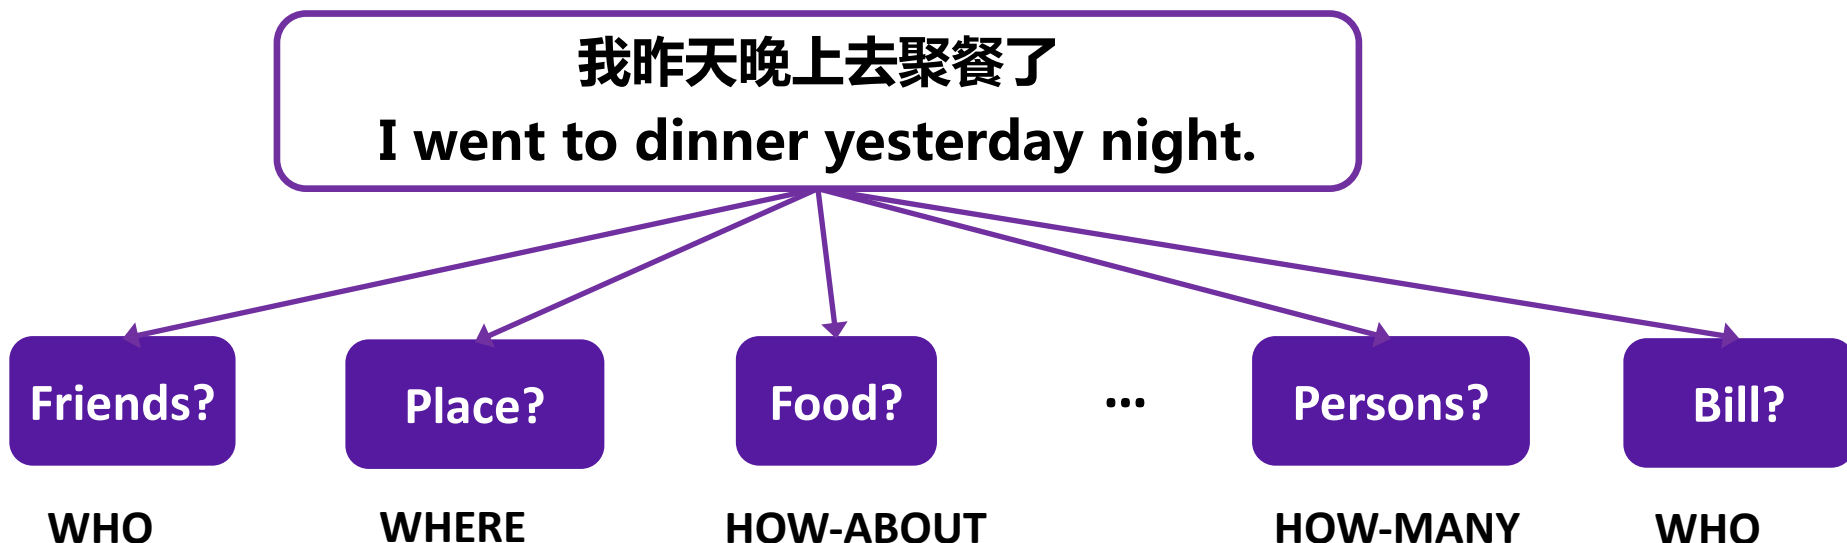 我昨天晚上去聚餐了
I went to dinner yesterday night.
Friends? Place? Food? ... Persons? Bill?
WHO WHERE HOW-ABOUT HOW-MANY WHO